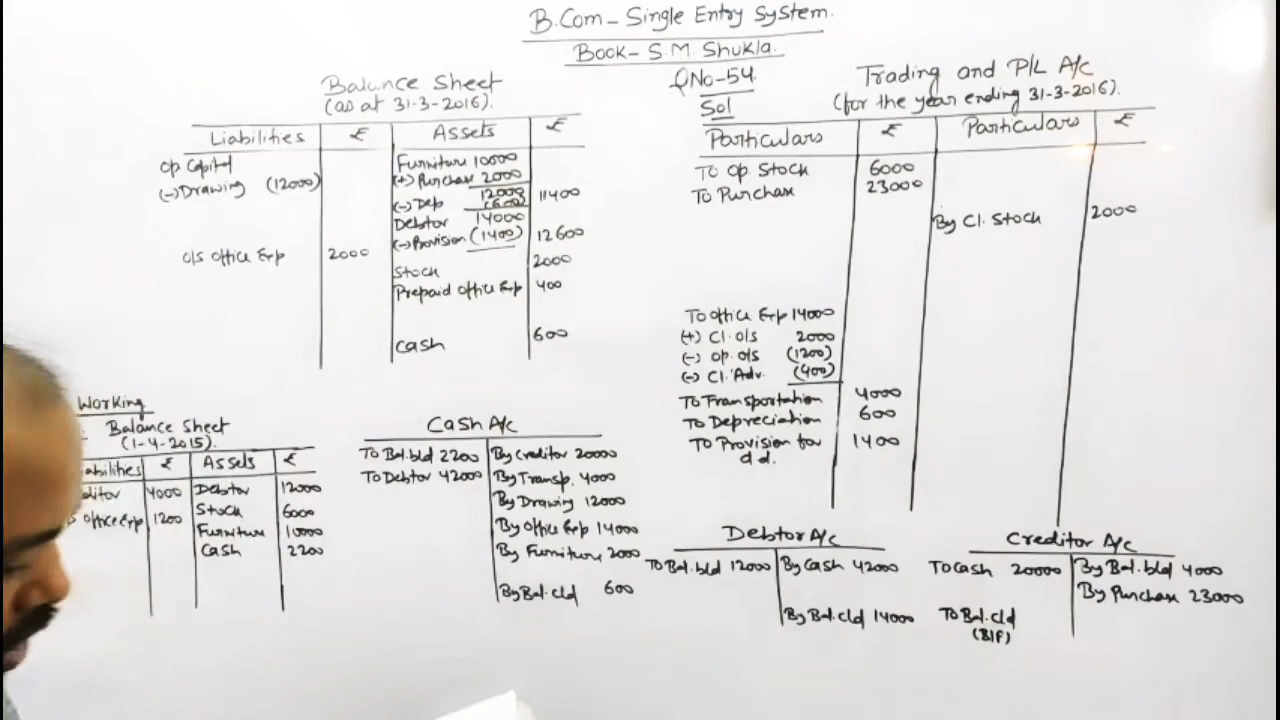 B.Com - Single Entry System.
Book - S.M. Shukla.
QNo-54.
Sol
Balance Sheet
(as at 31-3-2016).
Liabilities ₹ Assets ₹
Op Capital
(-) Drawing (12000)
O/S Office Exp 2000
Furniture 10000
(+) Purchase 2000
12000
(-) Dep (600) 11400
Debtor 14000
(-) Provision (1400) 12600
Stock 2000
Prepaid Office Exp 400
Cash 600
Trading and P/L A/c
(for the year ending 31-3-2016).
Particulars ₹ Particulars ₹
To Op. Stock 6000
To Purchase 23000
By Cl. Stock 2000
To Office Exp 14000
(+) Cl. o/s 2000
(-) Op. o/s (1200)
(-) Cl. Adv. (400)
To Transportation 4000
To Depreciation 600
To Provision for 1400
d.d.
Working
Balance Sheet
(1-4-2015).
abilities ₹ Assets ₹
ditor 4000 Debtor 12000
office Exp 1200 Stock 6000
Furniture 10000
Cash 2200
Cash A/c
To Bal. b/d 2200 By Creditor 20000
To Debtor 42000 By Transp. 4000
By Drawing 12000
By Office Exp 14000
By Furniture 2000
By Bal. c/d 600
Debtor A/c
To Bal. b/d 12000 By Cash 42000
By Bal. c/d 14000
Creditor A/c
To Cash 20000 By Bal. b/d 4000
By Purchase 23000
To Bal. c/d
(B/F)